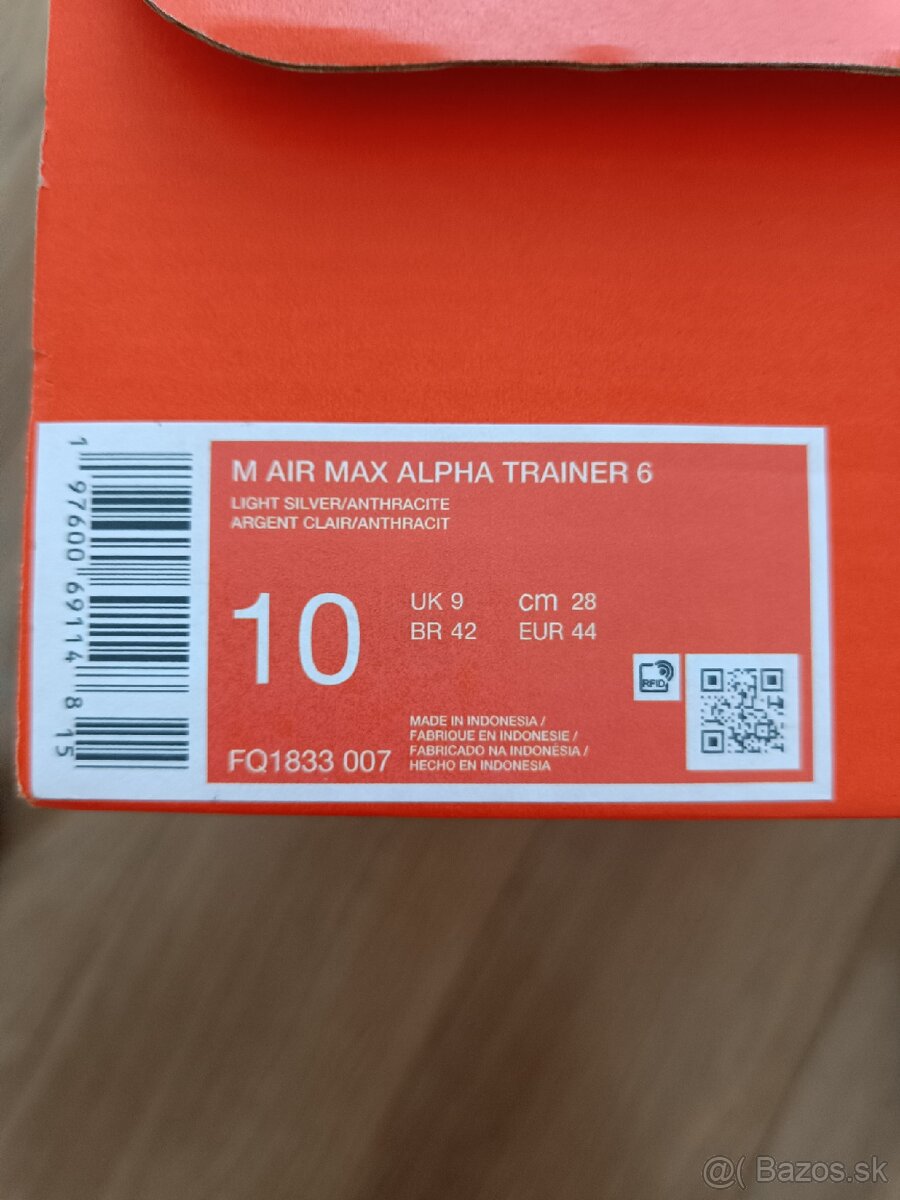 M AIR MAX ALPHA TRAINER 6
LIGHT SILVER/ANTHRACITE
ARGENT CLAIR/ANTHRACIT
10
UK 9 cm 28
BR 42 EUR 44
RFID
MADE IN INDONESIA /
FABRIQUE EN INDONESIE /
FABRICADO NA INDONÉSIA /
HECHO EN INDONESIA
FQ1833 007
1 97600 69114 8 15
@( Bazos.sk